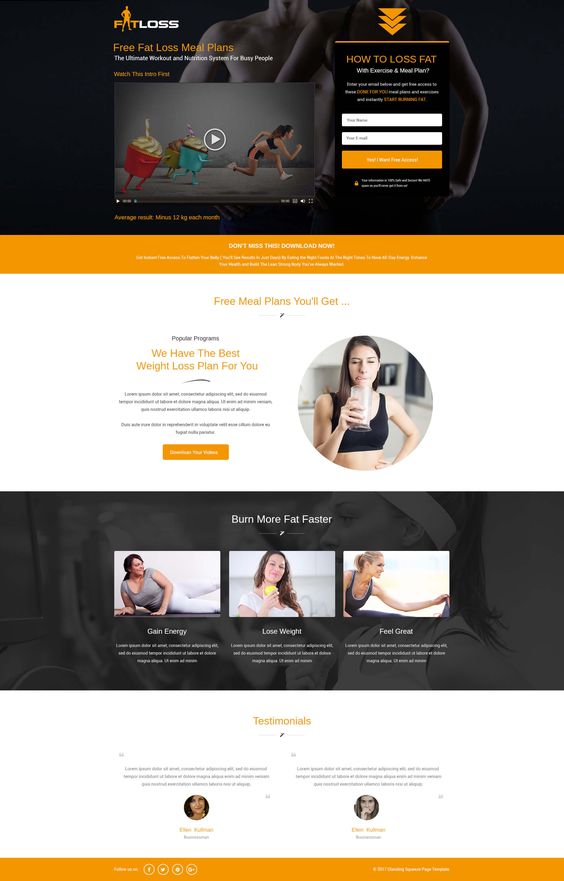 FATLOSS
Free Fat Loss Meal Plans
The Ultimate Workout and Nutrition System For Busy People
Watch This Intro First
00:00
00:00
Average result: Minus 12 kg each month
HOW TO LOSS FAT
With Exercise & Meal Plan?
Enter your email below and get free access to
these DONE FOR YOU meal plans and exercises
and instantly START BURNING FAT.
Your Name
Your E-mail
Yes! I Want Free Access!
Your information is 100% Safe and Secure! We HATE
spam as you'll never get it from us!
DON'T MISS THIS! DOWNLOAD NOW!
Get Instant Free Access To Flatten Your Belly ( You'll See Results In Just Days) By Eating the Right Foods At The Right Times To Have All-Day Energy, Enhance
Your Health and Build The Lean Strong Body You've Always Wanted.
Free Meal Plans You'll Get ...
Popular Programs
We Have The Best
Weight Loss Plan For You
Lorem ipsum dolor sit amet, consectetur adipiscing elit, sed do eiusmod
tempor incididunt ut labore et dolore magna aliqua. Ut enim ad minim veniam,
quis nostrud exercitation ullamco laboris nisi ut aliquip
Duis aute irure dolor in reprehenderit in voluptate velit esse cillum dolore eu
fugiat nulla pariatur.
Download Your Videos
Burn More Fat Faster
Gain Energy
Lorem ipsum dolor sit amet, consectetur adipiscing elit,
sed do eiusmod tempor incididunt ut labore et dolore
magna aliqua. Ut enim ad minim
Lose Weight
Lorem ipsum dolor sit amet, consectetur adipiscing elit,
sed do eiusmod tempor incididunt ut labore et dolore
magna aliqua. Ut enim ad minim
Feel Great
Lorem ipsum dolor sit amet, consectetur adipiscing elit,
sed do eiusmod tempor incididunt ut labore et dolore
magna aliqua. Ut enim ad minim
Testimonials
Lorem ipsum dolor sit amet, consectetur adipiscing elit, sed do eiusmod
tempor incididunt ut labore et dolore magna aliqua. Ut enim ad minim veniam
quis nostrud exercitation ullamco laboris nisi ut aliquip.
Ellen Kullman
Businessman
Lorem ipsum dolor sit amet, consectetur adipiscing elit, sed do eiusmod
tempor incididunt ut labore et dolore magna aliqua. Ut enim ad minim veniam
quis nostrud exercitation ullamco laboris nisi ut aliquip.
Ellen Kullman
Businessman
Follow us on:
© 2017 Standing Squeeze Page Template